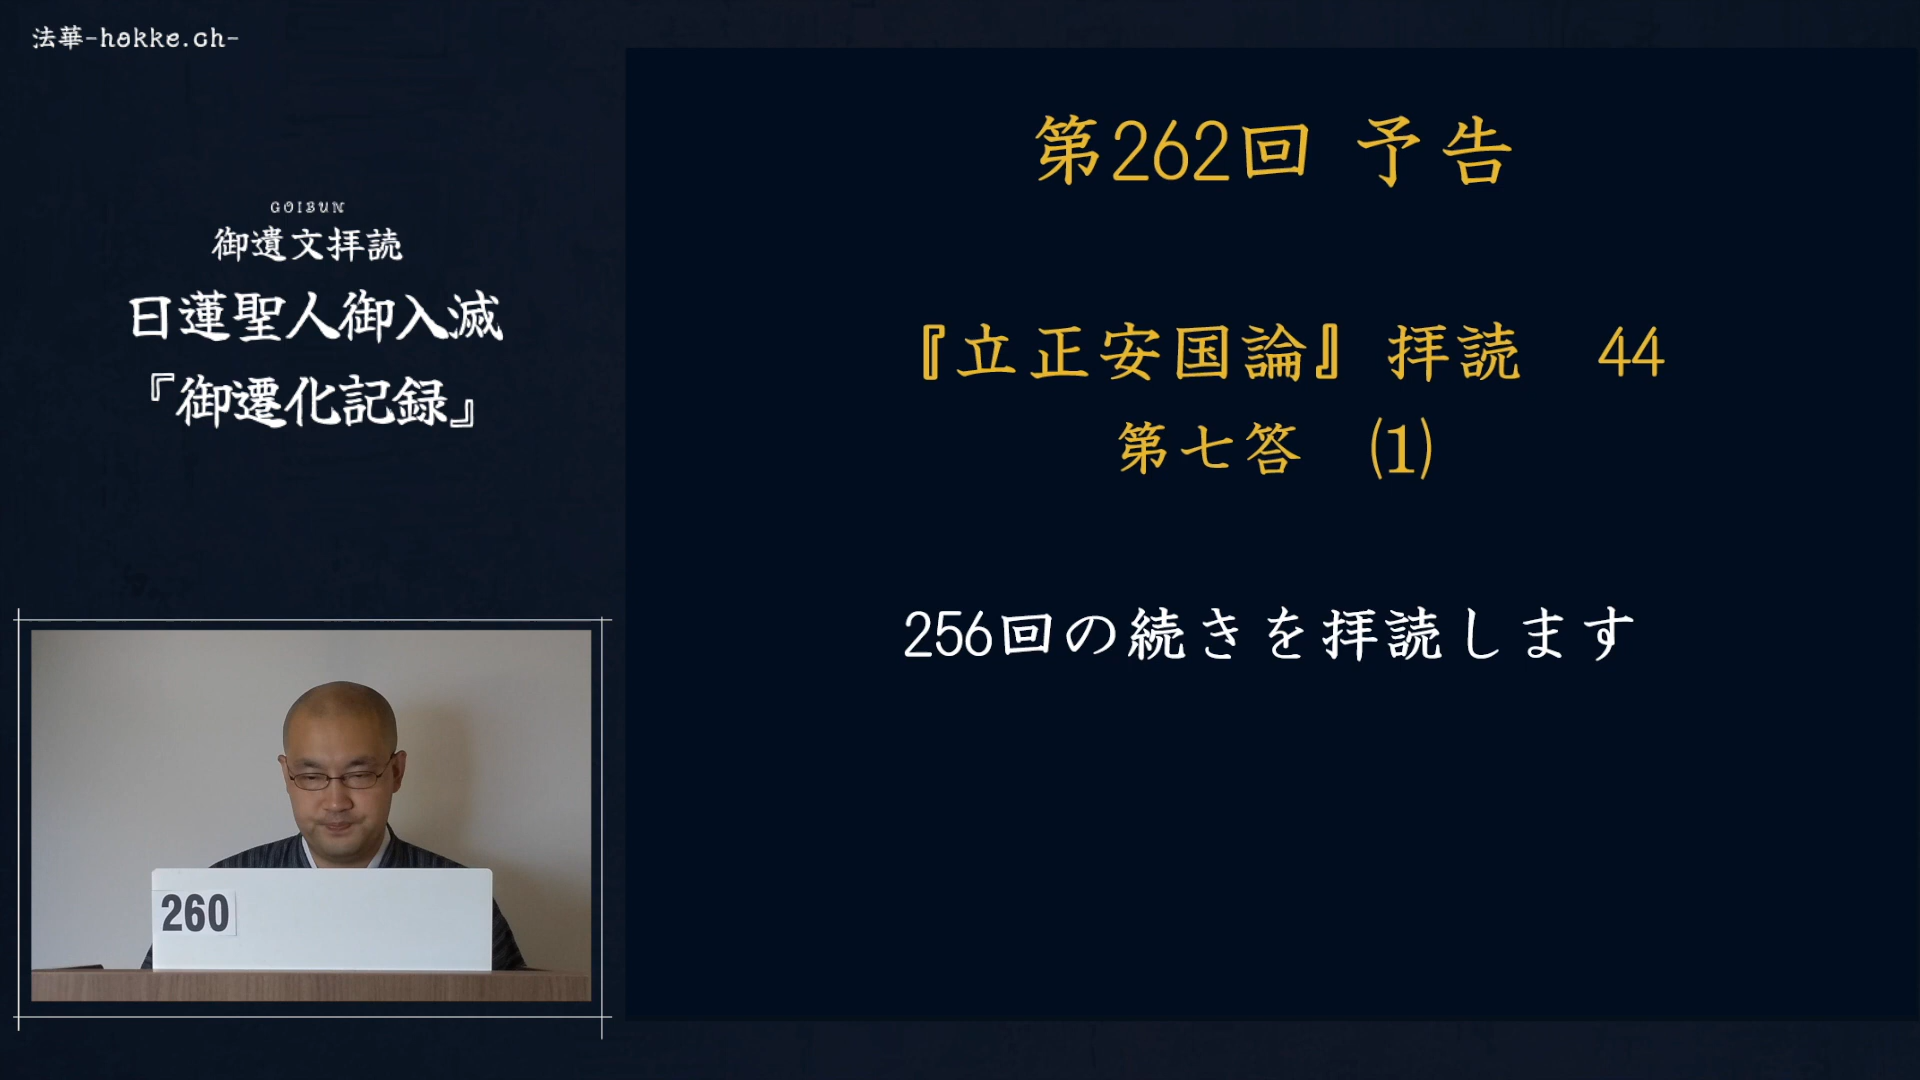 法華-hokke.ch-
GOIBUN
御遺文拝読
日蓮聖人御入滅
『御遷化記録』
260
第262回 予告
『立正安国論』拝読 44
第七答 (1)
256回の続きを拝読します